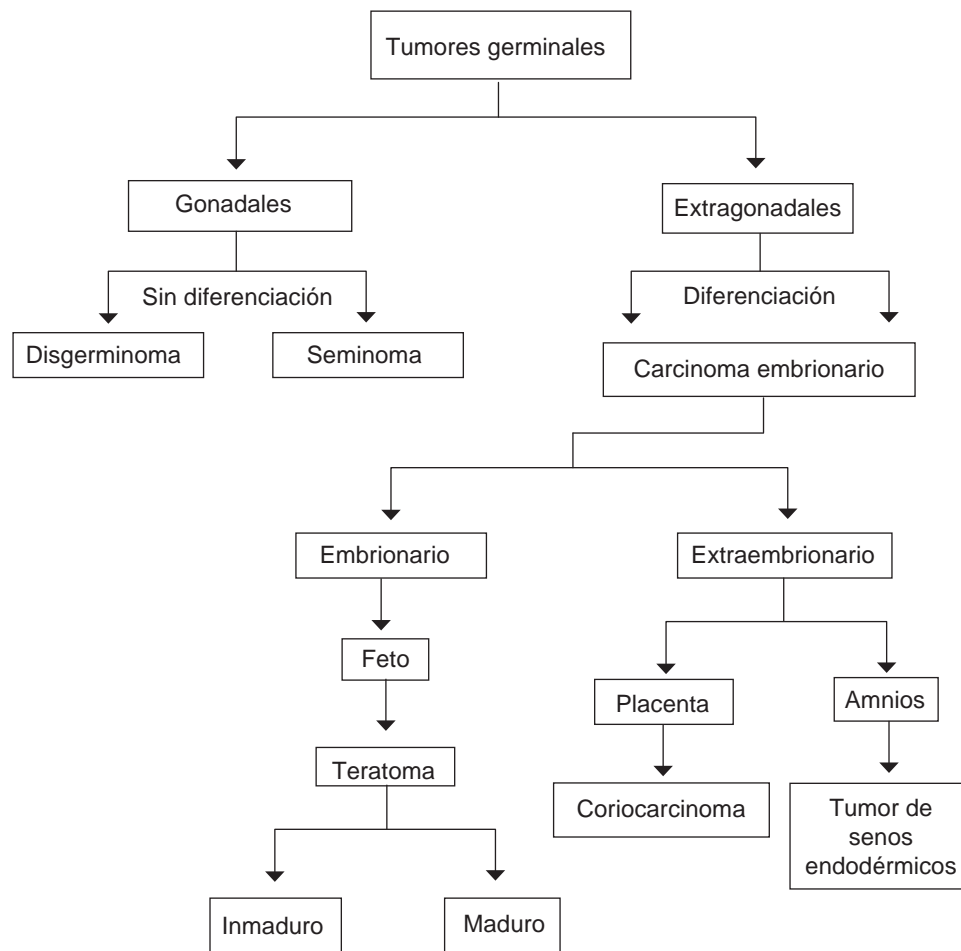 Tumores germinales
Gonadales
Extragonadales
Sin diferenciación
Diferenciación
Disgerminoma
Seminoma
Carcinoma embrionario
Embrionario
Extraembrionario
Feto
Placenta
Amnios
Teratoma
Coriocarcinoma
Tumor de
senos
endodérmicos
Inmaduro
Maduro